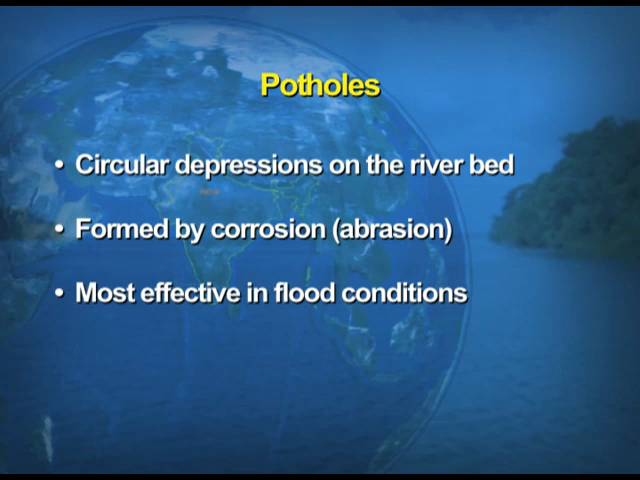 Potholes
• Circular depressions on the river bed
• Formed by corrosion (abrasion)
• Most effective in flood conditions